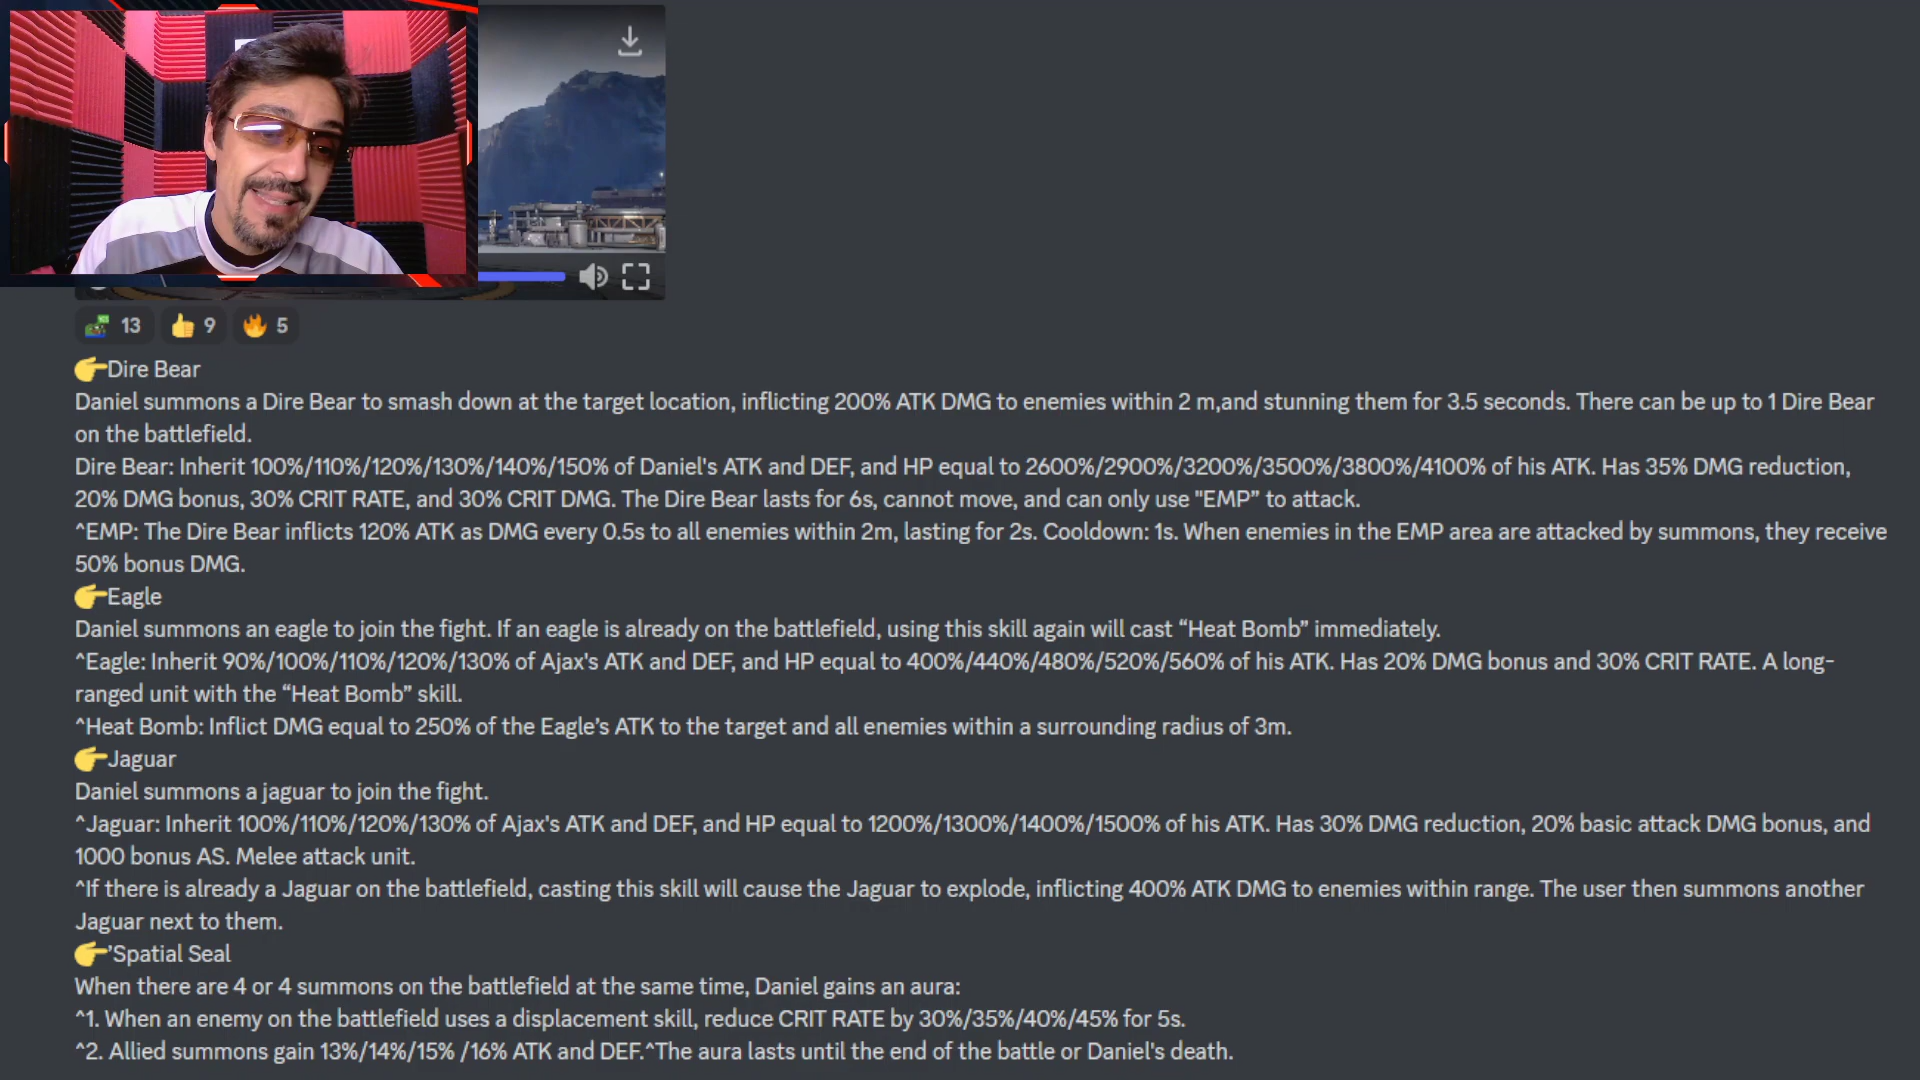 13 9 5
Dire Bear
Daniel summons a Dire Bear to smash down at the target location, inflicting 200% ATK DMG to enemies within 2 m,and stunning them for 3.5 seconds. There can be up to 1 Dire Bear
on the battlefield.
Dire Bear: Inherit 100%/110%/120%/130%/140%/150% of Daniel's ATK and DEF, and HP equal to 2600%/2900%/3200%/3500%/3800%/4100% of his ATK. Has 35% DMG reduction,
20% DMG bonus, 30% CRIT RATE, and 30% CRIT DMG. The Dire Bear lasts for 6s, cannot move, and can only use "EMP” to attack.
^EMP: The Dire Bear inflicts 120% ATK as DMG every 0.5s to all enemies within 2m, lasting for 2s. Cooldown: 1s. When enemies in the EMP area are attacked by summons, they receive
50% bonus DMG.
Eagle
Daniel summons an eagle to join the fight. If an eagle is already on the battlefield, using this skill again will cast “Heat Bomb” immediately.
^Eagle: Inherit 90%/100%/110%/120%/130% of Ajax's ATK and DEF, and HP equal to 400%/440%/480%/520%/560% of his ATK. Has 20% DMG bonus and 30% CRIT RATE. A long-
ranged unit with the “Heat Bomb” skill.
^Heat Bomb: Inflict DMG equal to 250% of the Eagle’s ATK to the target and all enemies within a surrounding radius of 3m.
Jaguar
Daniel summons a jaguar to join the fight.
^Jaguar: Inherit 100%/110%/120%/130% of Ajax's ATK and DEF, and HP equal to 1200%/1300%/1400%/1500% of his ATK. Has 30% DMG reduction, 20% basic attack DMG bonus, and
1000 bonus AS. Melee attack unit.
^If there is already a Jaguar on the battlefield, casting this skill will cause the Jaguar to explode, inflicting 400% ATK DMG to enemies within range. The user then summons another
Jaguar next to them.
'Spatial Seal
When there are 4 or 4 summons on the battlefield at the same time, Daniel gains an aura:
^1. When an enemy on the battlefield uses a displacement skill, reduce CRIT RATE by 30%/35%/40%/45% for 5s.
^2. Allied summons gain 13%/14%/15% /16% ATK and DEF.^The aura lasts until the end of the battle or Daniel's death.